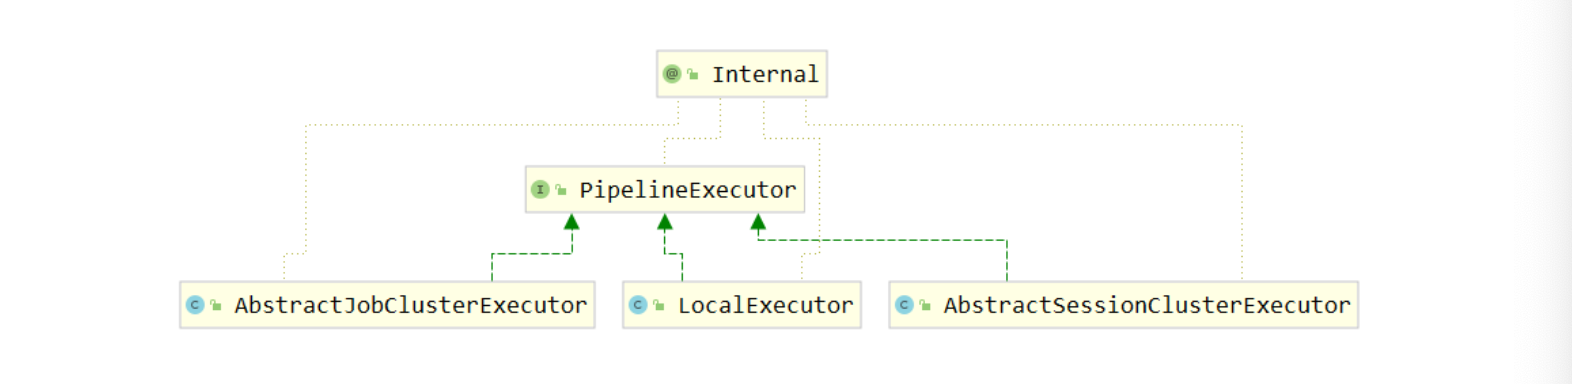 @ Internal
I PipelineExecutor
C AbstractJobClusterExecutor
C LocalExecutor
C AbstractSessionClusterExecutor